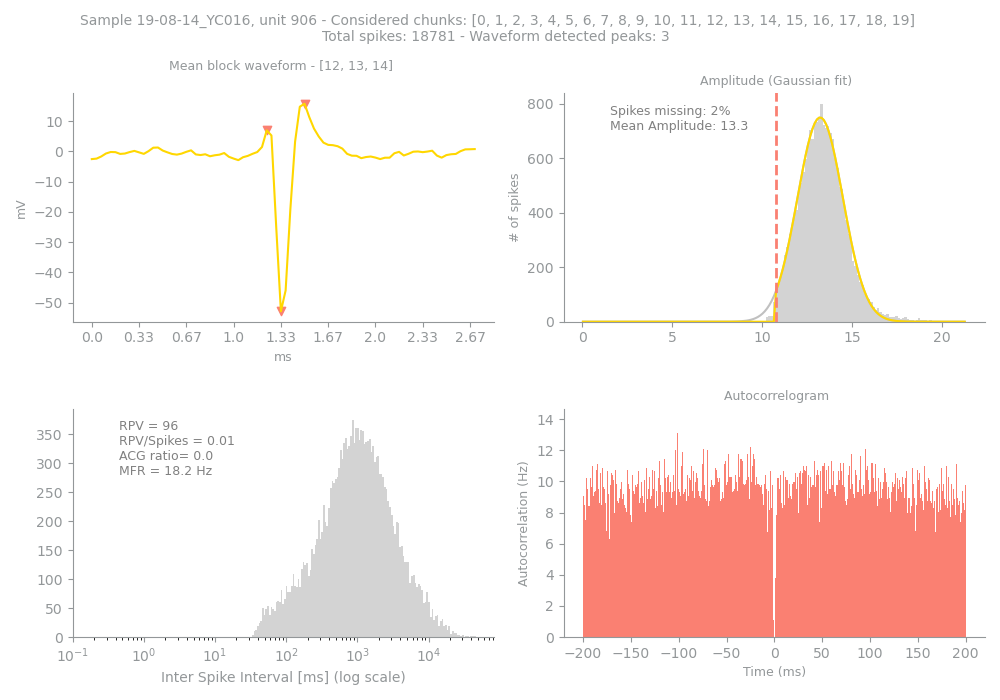 Sample 19-08-14_YC016, unit 906 - Considered chunks: [0, 1, 2, 3, 4, 5, 6, 7, 8, 9, 10, 11, 12, 13, 14, 15, 16, 17, 18, 19]
Total spikes: 18781 - Waveform detected peaks: 3
Mean block waveform - [12, 13, 14]
10
0
−10
−20
−30
−40
−50
mV
0.0 0.33 0.67 1.0 1.33 1.67 2.0 2.33 2.67
ms
Amplitude (Gaussian fit)
Spikes missing: 2%
Mean Amplitude: 13.3
800
600
400
200
0
# of spikes
0 5 10 15 20
RPV = 96
RPV/Spikes = 0.01
ACG ratio= 0.0
MFR = 18.2 Hz
350
300
250
200
150
100
50
0
10⁻¹ 10⁰ 10¹ 10² 10³ 10⁴
Inter Spike Interval [ms] (log scale)
Autocorrelogram
14
12
10
8
6
4
2
0
Autocorrelation (Hz)
−200 −150 −100 −50 0 50 100 150 200
Time (ms)